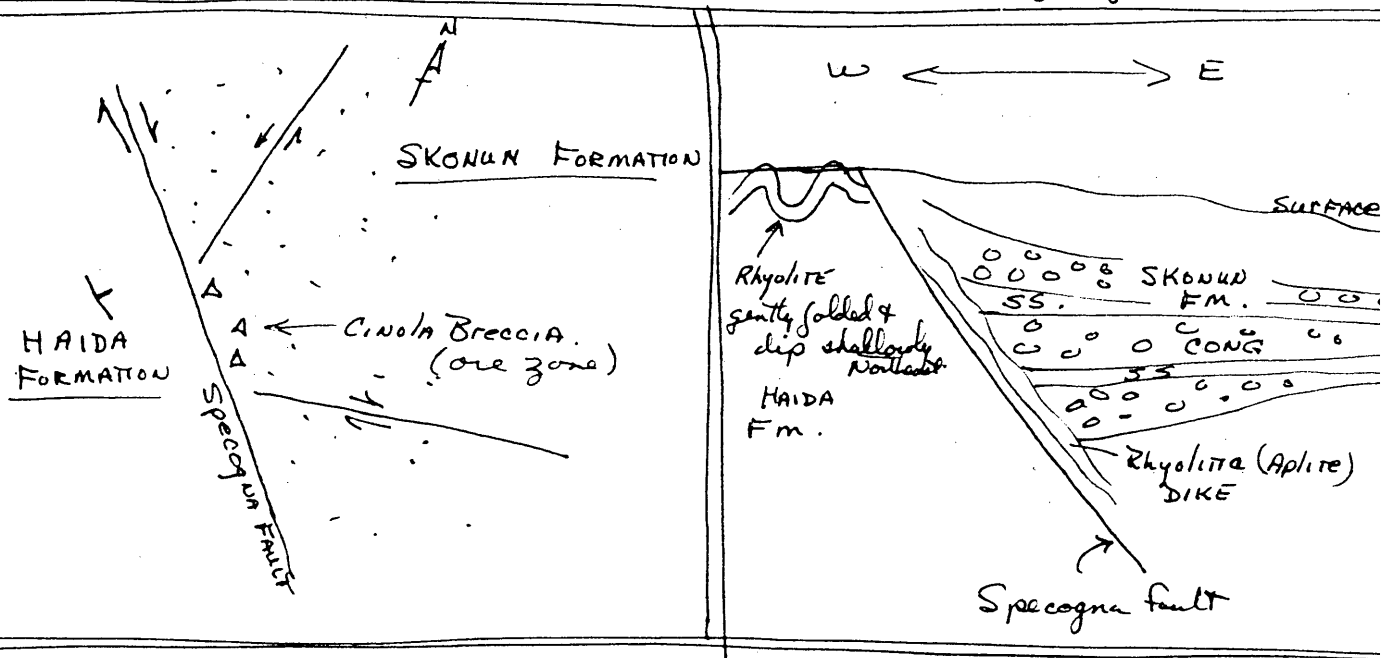 N
SKONUM FORMATION
CINOLA BRECCIA.
(ore zone)
HAIDA
FORMATION
SPECOGNA FAULT
W E
SURFACE
Rhyolite
gently folded &
dip shallowly
Northeast.
HAIDA
Fm.
SKONUN
FM.
SS.
CONG
SS
Rhyolite (Aplite)
DIKE
Specogna fault